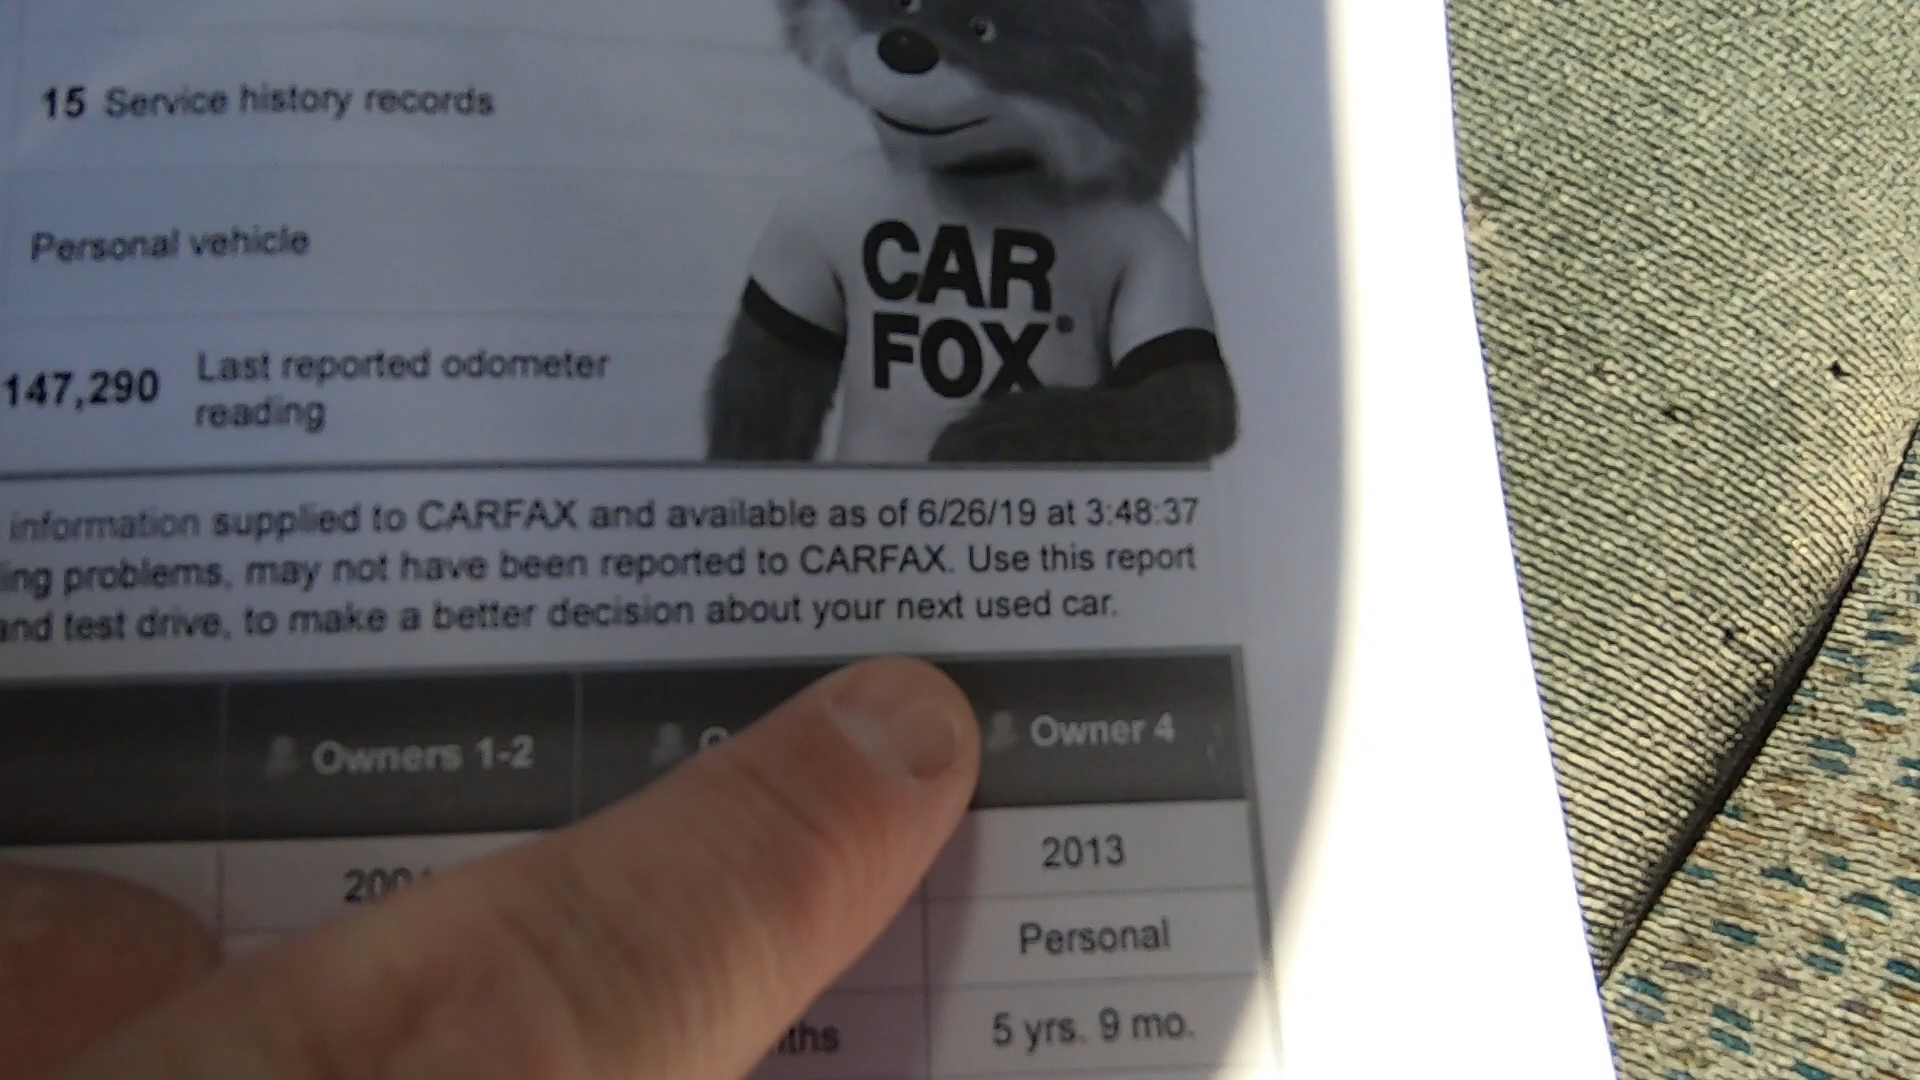 15 Service history records
CAR
FOX®
Personal vehicle
147,290 Last reported odometer
reading
information supplied to CARFAX and available as of 6/26/19 at 3:48:37
ing problems, may not have been reported to CARFAX. Use this report
and test drive, to make a better decision about your next used car.
Owners 1-2 Owner 4
2013
Personal
5 yrs. 9 mo.